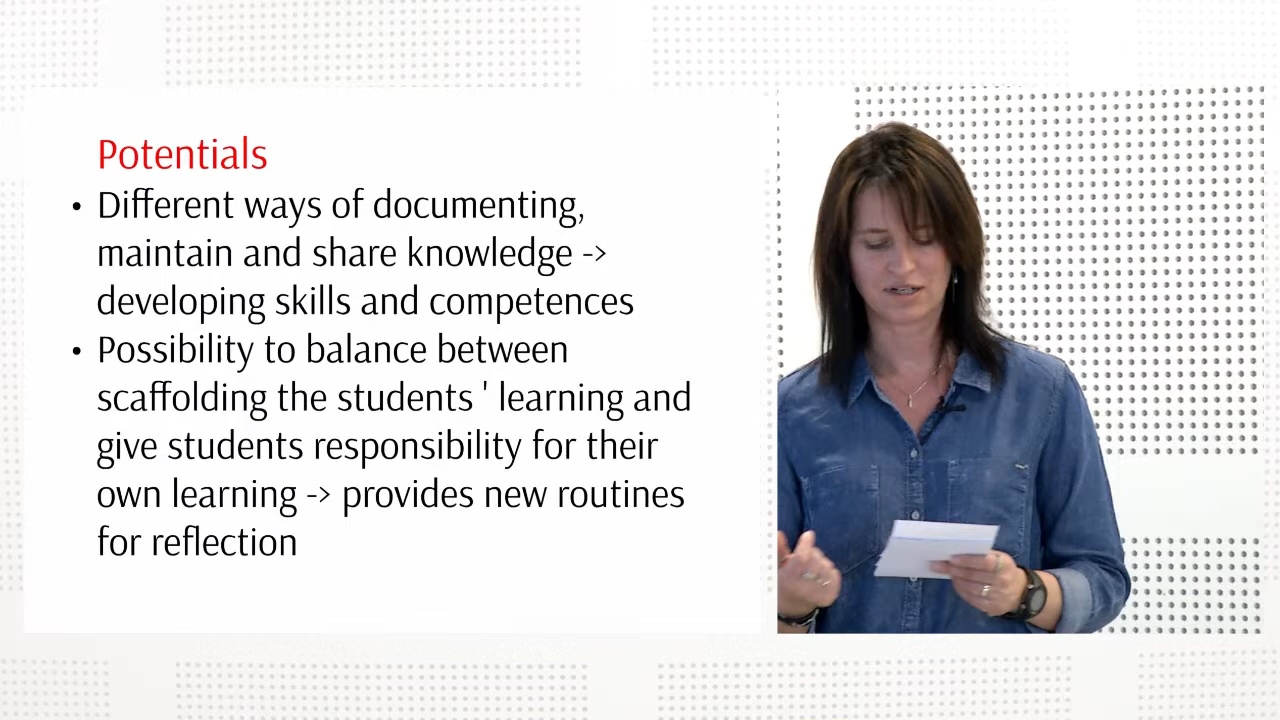 Potentials
• Different ways of documenting,
maintain and share knowledge ->
developing skills and competences
• Possibility to balance between
scaffolding the students ' learning and
give students responsibility for their
own learning -> provides new routines
for reflection